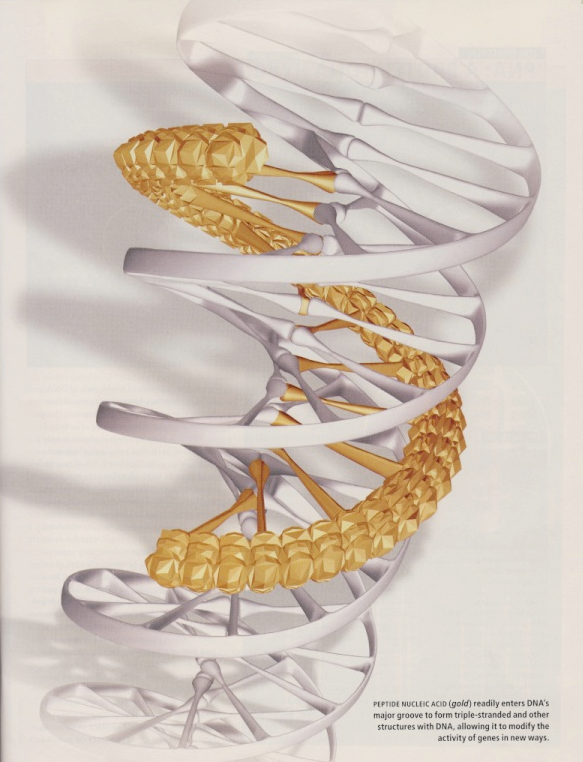 PEPTIDE NUCLEIC ACID (gold) readily enters DNA's
major groove to form triple-stranded and other
structures with DNA, allowing it to modify the
activity of genes in new ways.